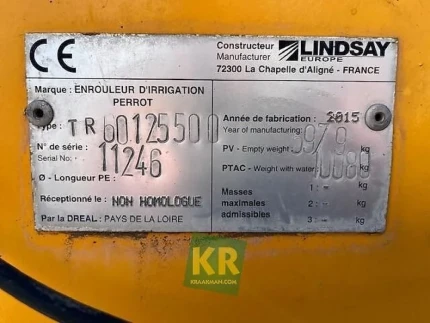 CE
Constructeur
Manufacturer
LINDSAY
EUROPE
72300 La Chapelle d'Aligné - FRANCE
Marque : ENROULEUR D'IRRIGATION
PERROT
Type : TR60125500
N° de série :
Serial No: 11246
Ø - Longueur PE :
Réceptionné le : NON HOMOLOGUE
Par la DREAL : PAYS DE LA LOIRE
Année de fabrication : 2015
Year of manufacturing:
PV - Empty weight: kg
PTAC - Weight with water: kg
Masses 1 : kg
maximales 2 : kg
admissibles 3 : kg
KR
KRAAKMAN.COM